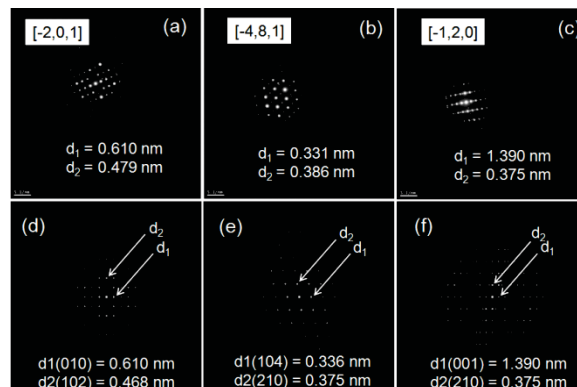 [-2,0,1]
(a)
d₁ = 0.610 nm
d₂ = 0.479 nm
[-4,8,1]
(b)
d₁ = 0.331 nm
d₂ = 0.386 nm
[-1,2,0]
(c)
d₁ = 1.390 nm
d₂ = 0.375 nm
(d)
d₂
d₁
d1(010) = 0.610 nm
d2(102) = 0.468 nm
(e)
d₂
d₁
d1(104) = 0.336 nm
d2(210) = 0.375 nm
(f)
d₂
d₁
d1(001) = 1.390 nm
d2(210) = 0.375 nm